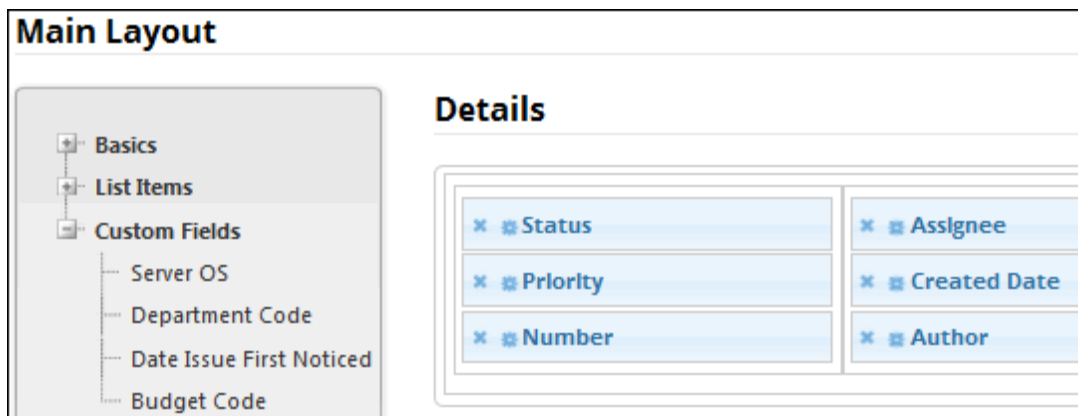 Main Layout
Basics
List Items
Custom Fields
Server OS
Department Code
Date Issue First Noticed
Budget Code
Details
Status
Priority
Number
Assignee
Created Date
Author